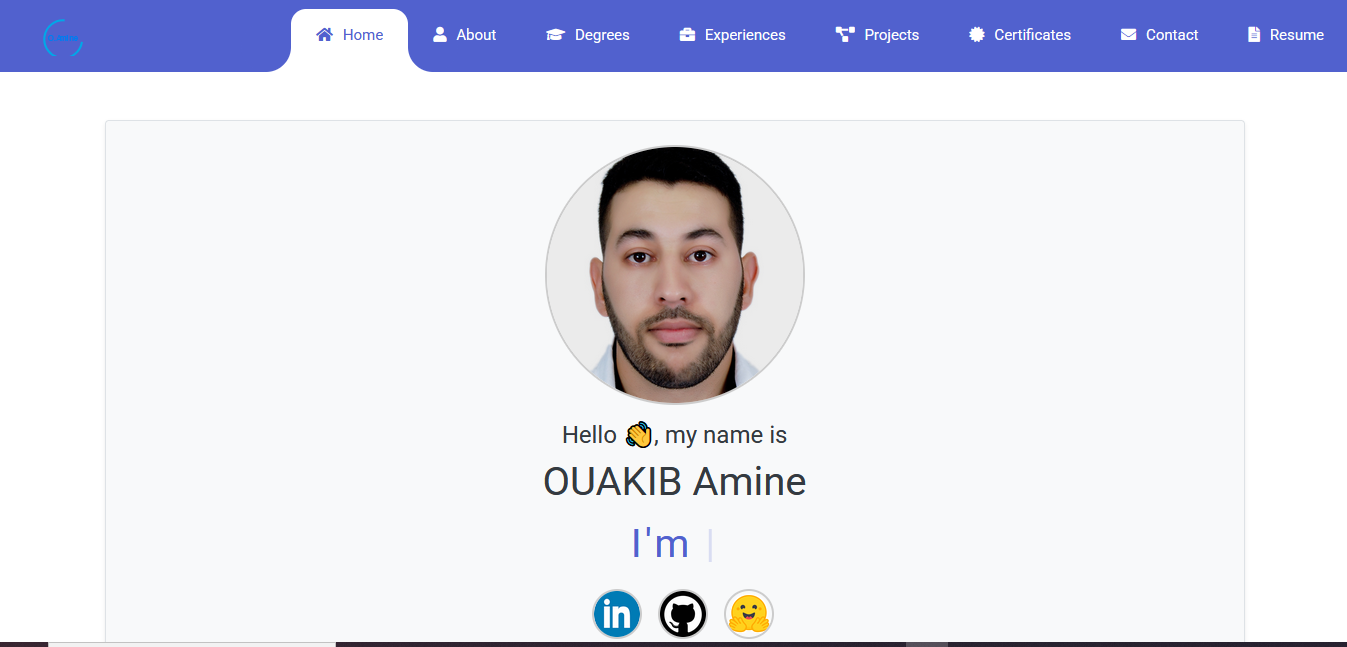 Home About Degrees Experiences Projects Certificates Contact Resume
Hello 👋, my name is
OUAKIB Amine
I'm |
in